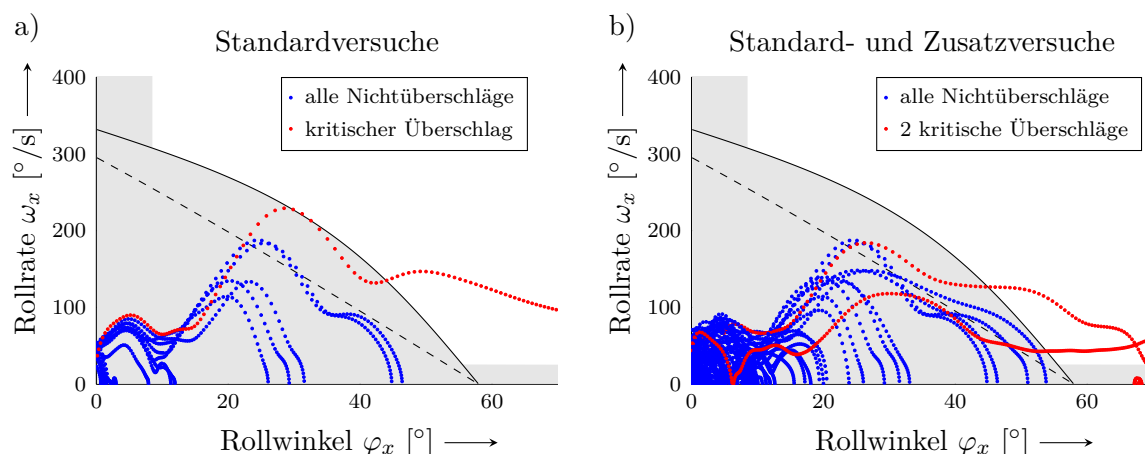 a)
Standardversuche
400
300
200
100
0
Rollrate ωx [°/s]
alle Nichtüberschläge
kritischer Überschlag
0 20 40 60
Rollwinkel φx [°]
b)
Standard- und Zusatzversuche
400
300
200
100
0
Rollrate ωx [°/s]
alle Nichtüberschläge
2 kritische Überschläge
0 20 40 60
Rollwinkel φx [°]